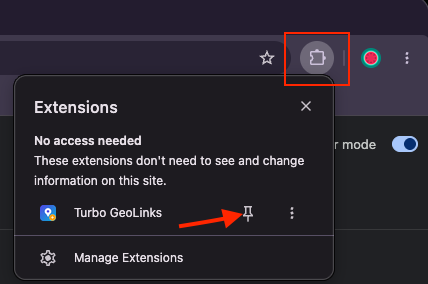 Extensions
r mode
No access needed
These extensions don't need to see and change
information on this site.
Turbo GeoLinks
Manage Extensions